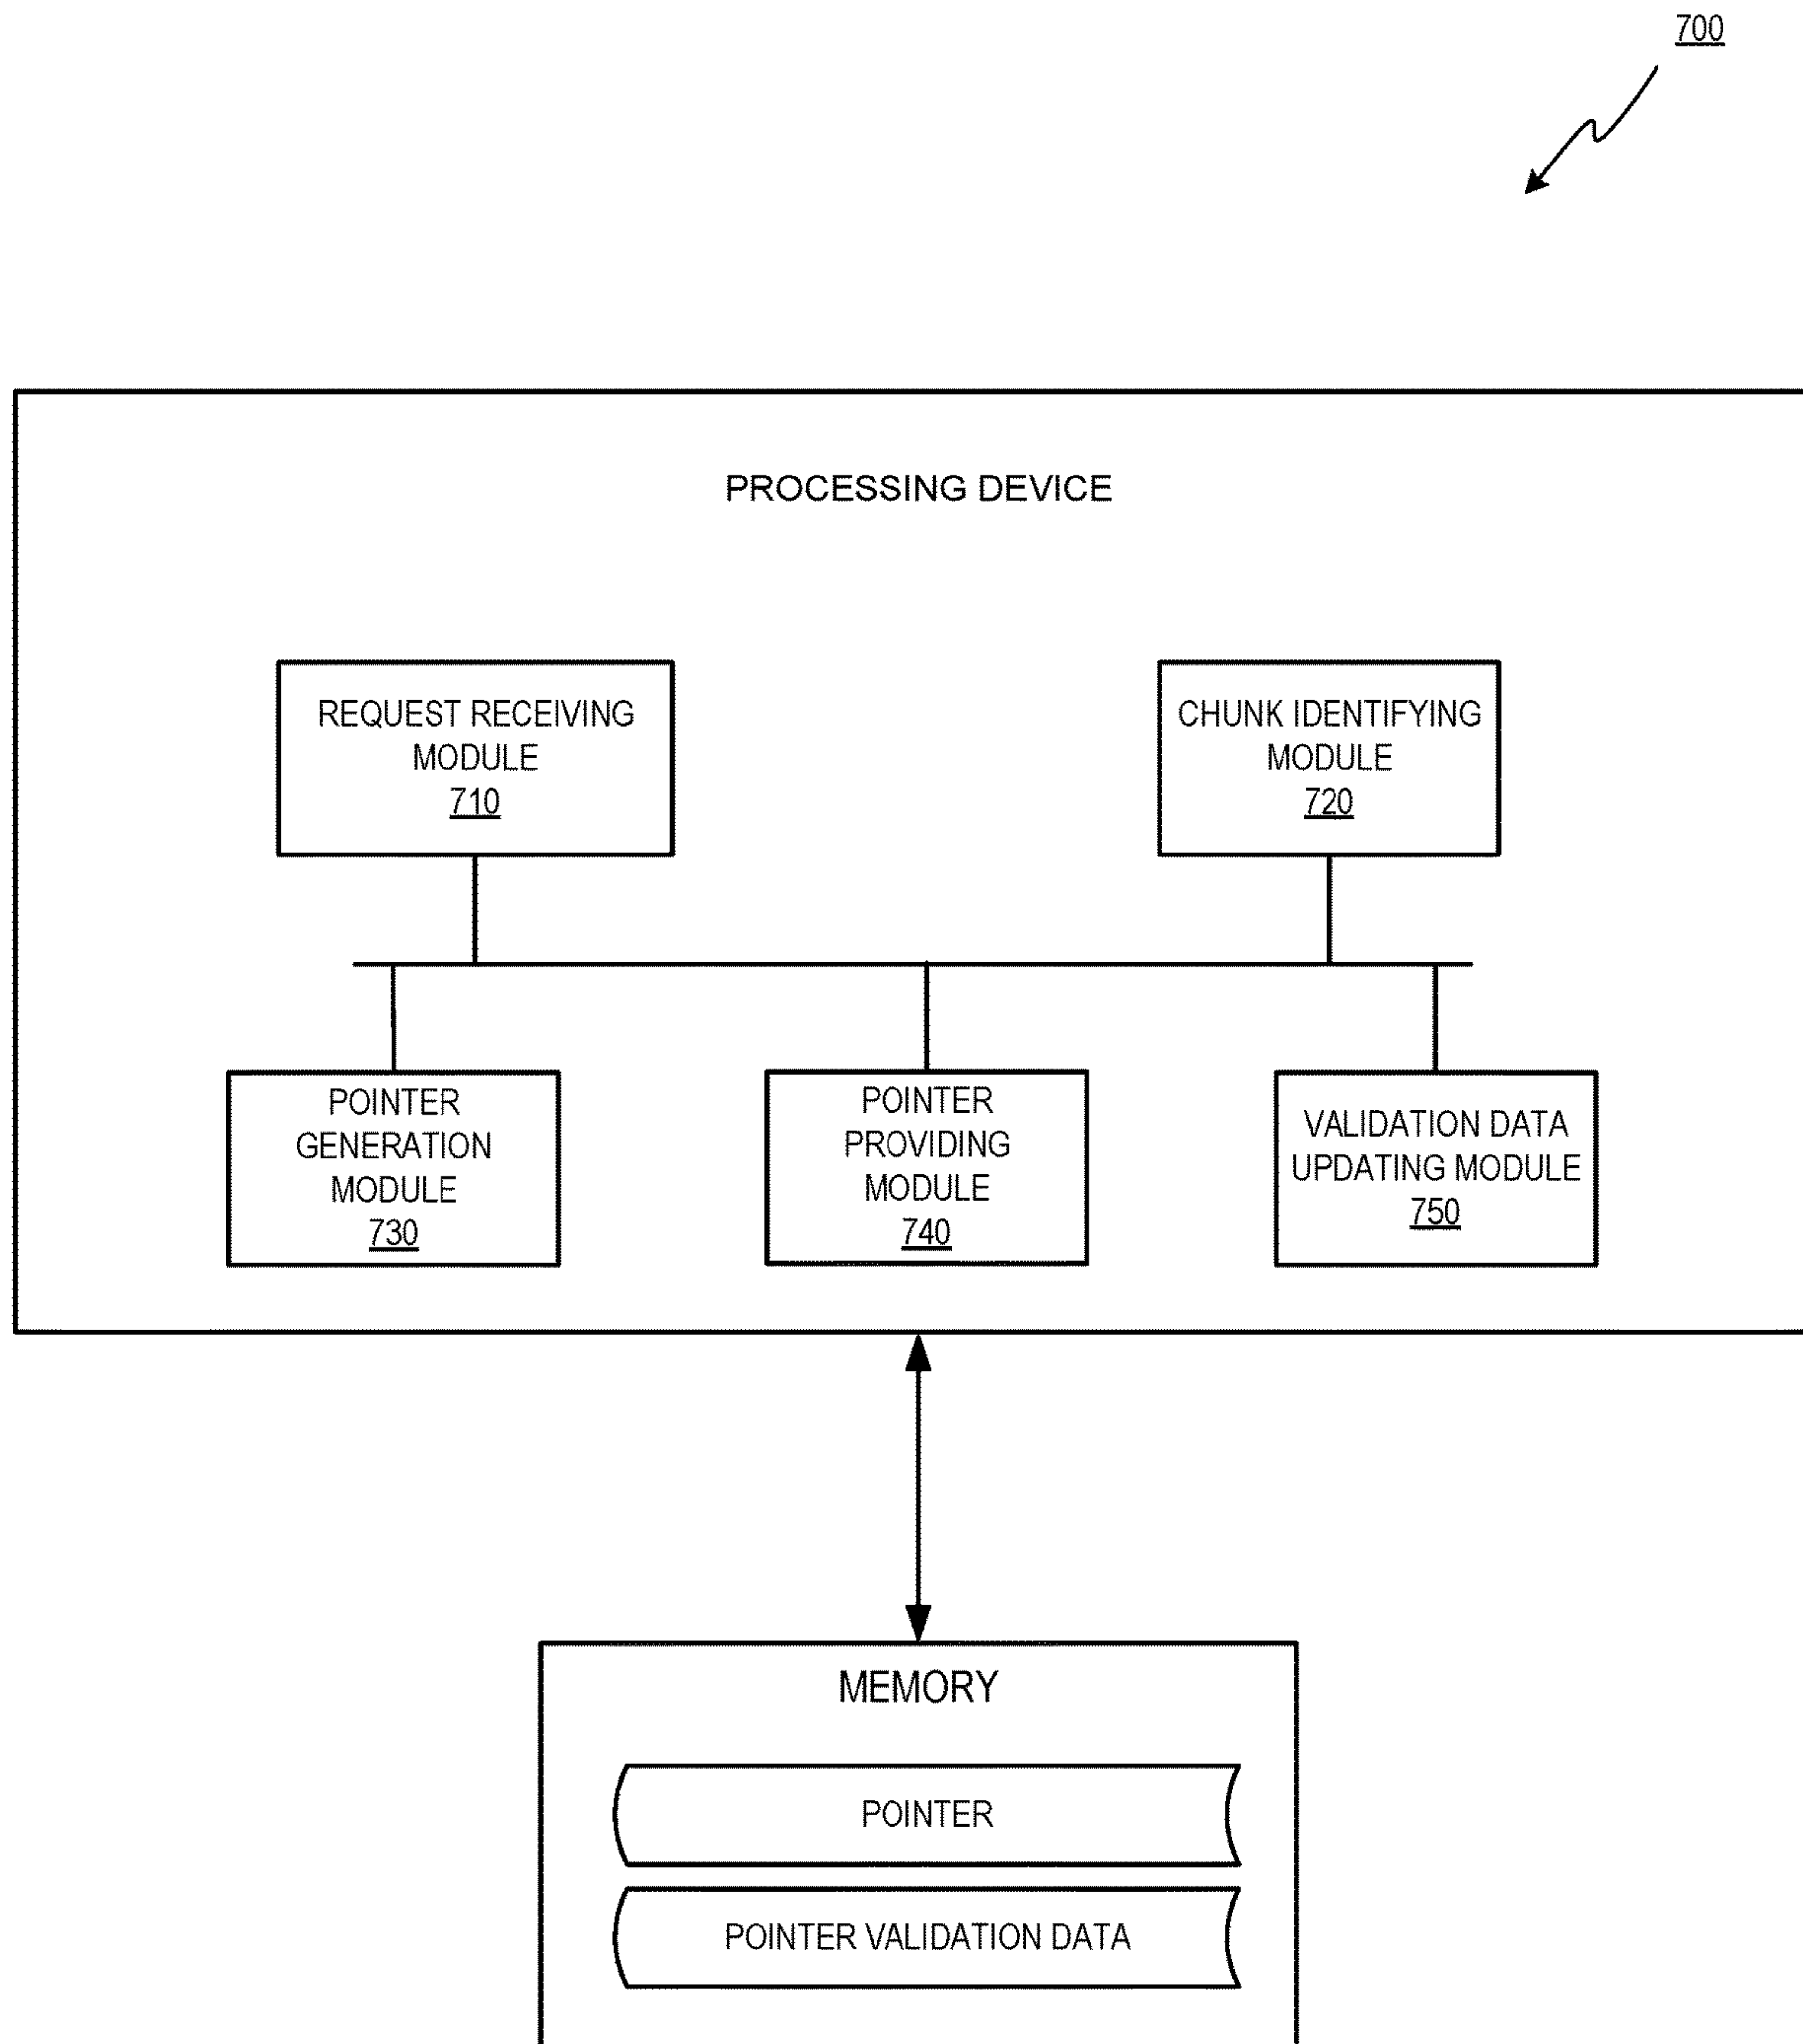 700
PROCESSING DEVICE
REQUEST RECEIVING
MODULE
710
CHUNK IDENTIFYING
MODULE
720
POINTER
GENERATION
MODULE
730
POINTER
PROVIDING
MODULE
740
VALIDATION DATA
UPDATING MODULE
750
MEMORY
POINTER
POINTER VALIDATION DATA